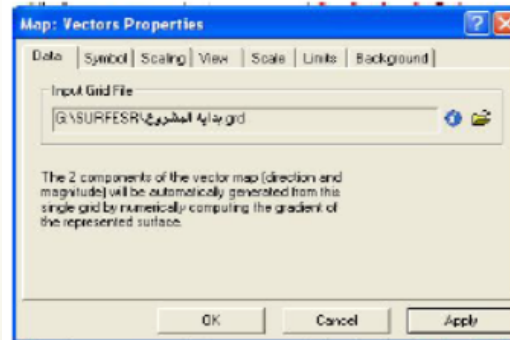 Map: Vectors Properties
Data Symbol Scaling View Scale Limits Background
Input Grid File
G:\SURFESR\بداية المشروع.grd
The 2 components of the vector map (direction and
magnitude) will be automatically generated from this
single grid by numerically computing the gradient of
the represented surface.
OK Cancel Apply